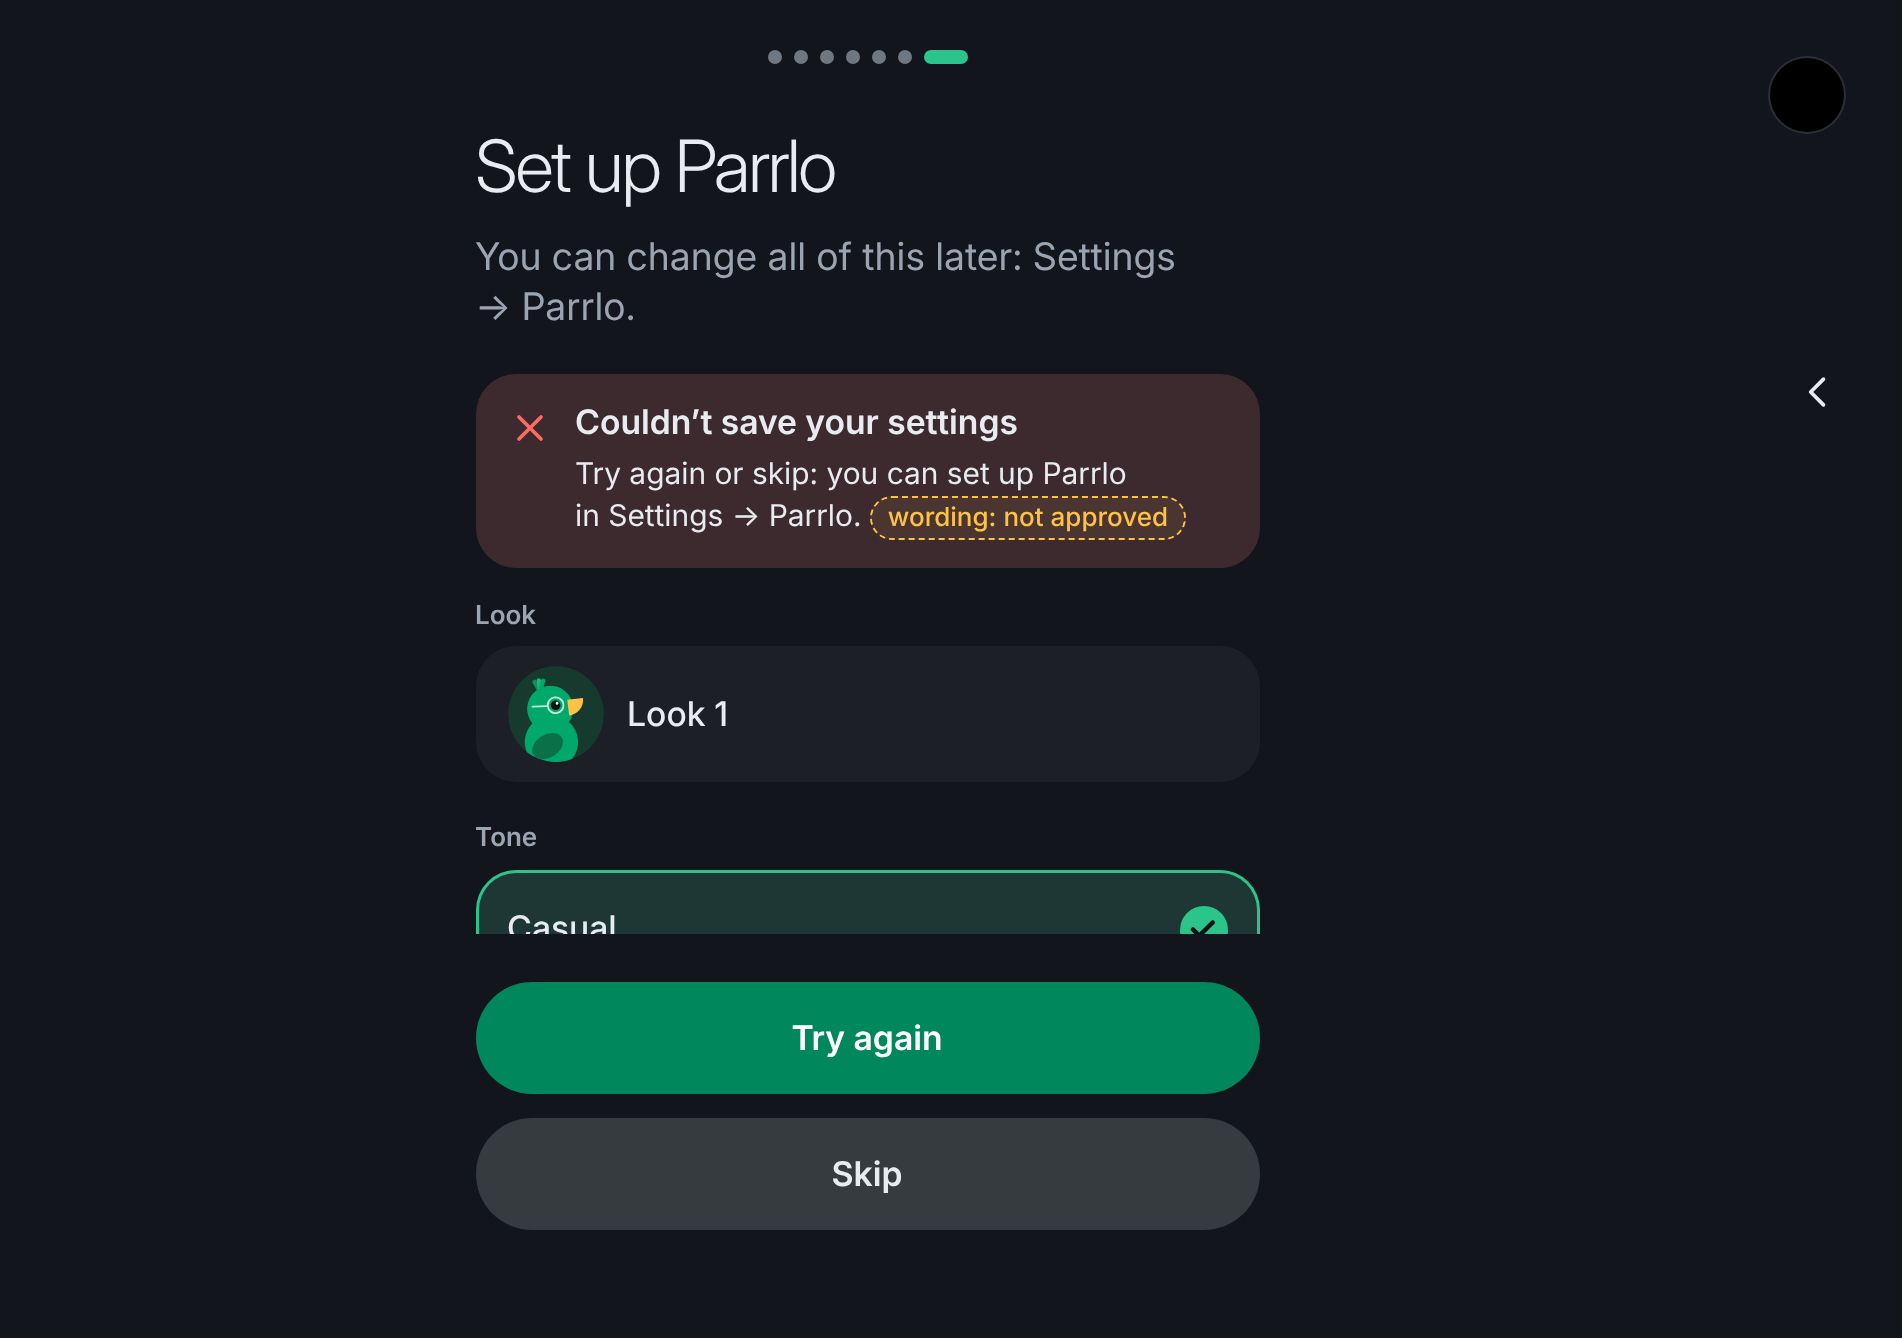 Set up Parrlo
You can change all of this later: Settings
→ Parrlo.
Couldn’t save your settings
Try again or skip: you can set up Parrlo
in Settings → Parrlo. wording: not approved
Look
Look 1
Tone
Casual
Try again
Skip